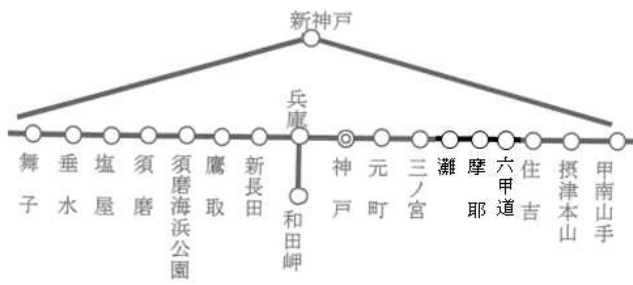 新神戸
兵庫
舞子
垂水
塩屋
須磨
須磨海浜公園
鷹取
新長田
和田岬
神戸
元町
三ノ宮
灘
摩耶
六甲道
住吉
摂津本山
甲南山手